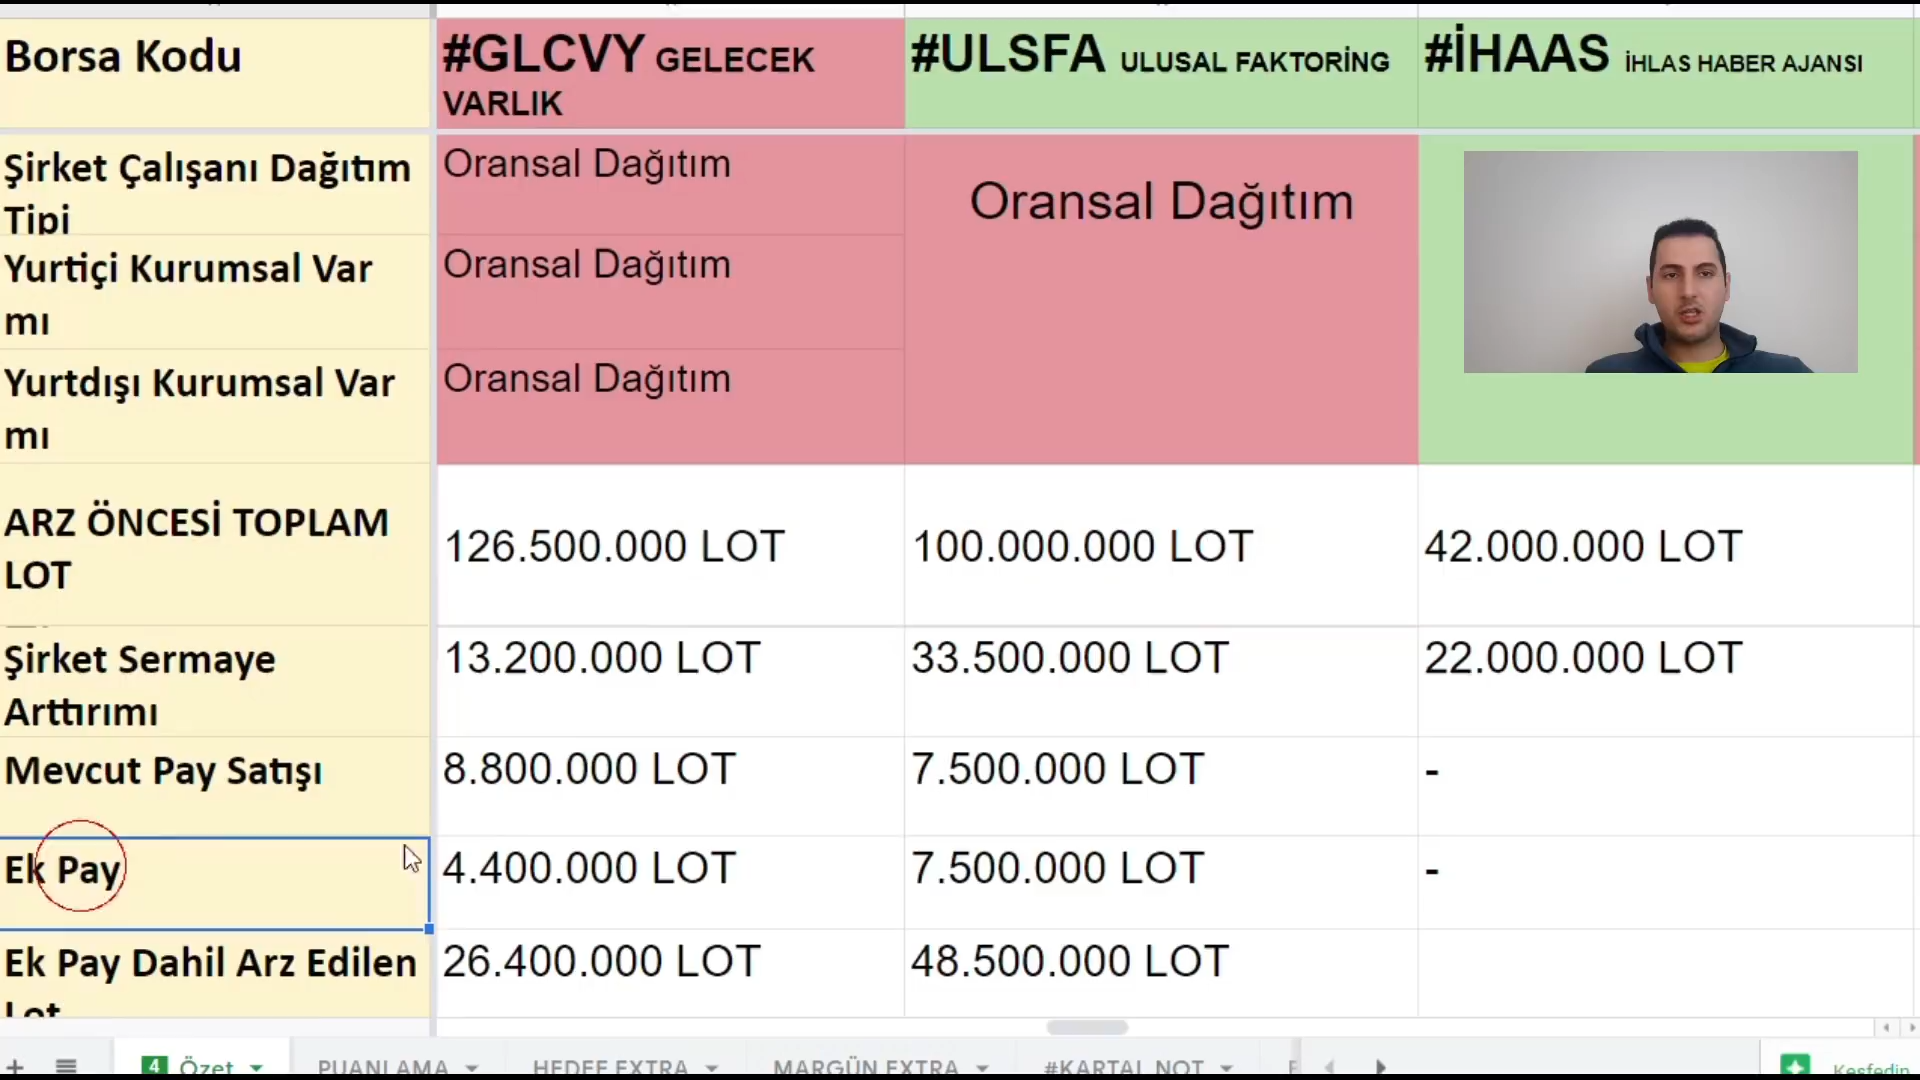 Borsa Kodu
#GLCVY GELECEK
VARLIK
#ULSFA ULUSAL FAKTORİNG
#İHAAS İHLAS HABER AJANSI
Şirket Çalışanı Dağıtım
Tipi
Oransal Dağıtım
Oransal Dağıtım
Yurtiçi Kurumsal Var
mı
Oransal Dağıtım
Yurtdışı Kurumsal Var
mı
Oransal Dağıtım
ARZ ÖNCESİ TOPLAM
LOT
126.500.000 LOT
100.000.000 LOT
42.000.000 LOT
Şirket Sermaye
Arttırımı
13.200.000 LOT
33.500.000 LOT
22.000.000 LOT
Mevcut Pay Satışı
8.800.000 LOT
7.500.000 LOT
-
Ek Pay
4.400.000 LOT
7.500.000 LOT
-
Ek Pay Dahil Arz Edilen
Lot
26.400.000 LOT
48.500.000 LOT
4 Özet
PUANLAMA
HEDEF EXTRA
MARGÜN EXTRA
#KARTAL NOT
Keşfedin